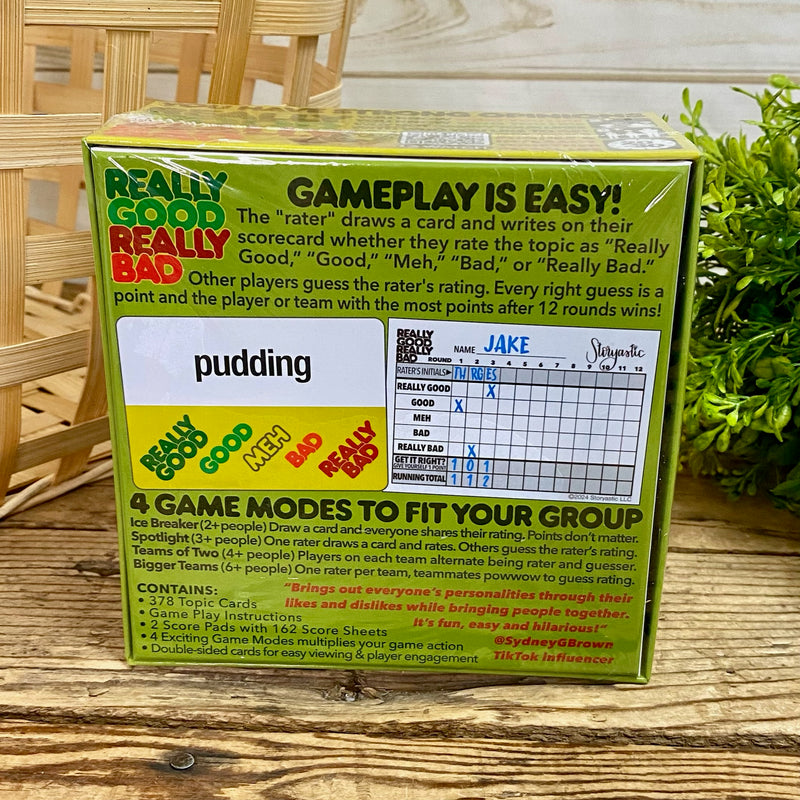 REALLY
GOOD
REALLY
BAD
GAMEPLAY IS EASY!
The "rater" draws a card and writes on their
scorecard whether they rate the topic as “Really
Good,” “Good,” “Meh,” “Bad,” or “Really Bad.”
Other players guess the rater's rating. Every right guess is a
point and the player or team with the most points after 12 rounds wins!
pudding
REALLY
GOOD
GOOD
MEH
BAD
REALLY
BAD
REALLY
GOOD
REALLY
BAD
NAME JAKE
Storyastic
ROUND 1 2 3 4 5 6 7 8 9 10 11 12
RATER'S INITIALS TH RG ES
REALLY GOOD X
GOOD X
MEH
BAD
REALLY BAD X
GET IT RIGHT? 1 0 1
GIVE YOURSELF 1 POINT
RUNNING TOTAL 1 1 2
©2024 Storyastic LLC
4 GAME MODES TO FIT YOUR GROUP
Ice Breaker (2+people) Draw a card and everyone shares their rating. Points don't matter.
Spotlight (3+ people) One rater draws a card and rates. Others guess the rater's rating.
Teams of Two (4+ people) Players on each team alternate being rater and guesser.
Bigger Teams (6+ people) One rater per team, teammates powwow to guess rating.
CONTAINS:
• 378 Topic Cards
• Game Play Instructions
• 2 Score Pads with 162 Score Sheets
• 4 Exciting Game Modes multiplies your game action
• Double-sided cards for easy viewing & player engagement
"Brings out everyone's personalities through their
likes and dislikes while bringing people together.
It's fun, easy and hilarious!"
@SydneyGBrown
TikTok Influencer